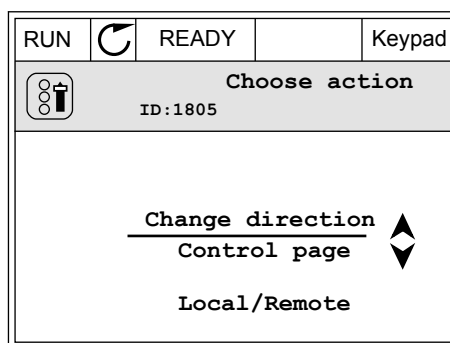 RUN READY Keypad
Choose action
ID:1805
Change direction
Control page
Local/Remote